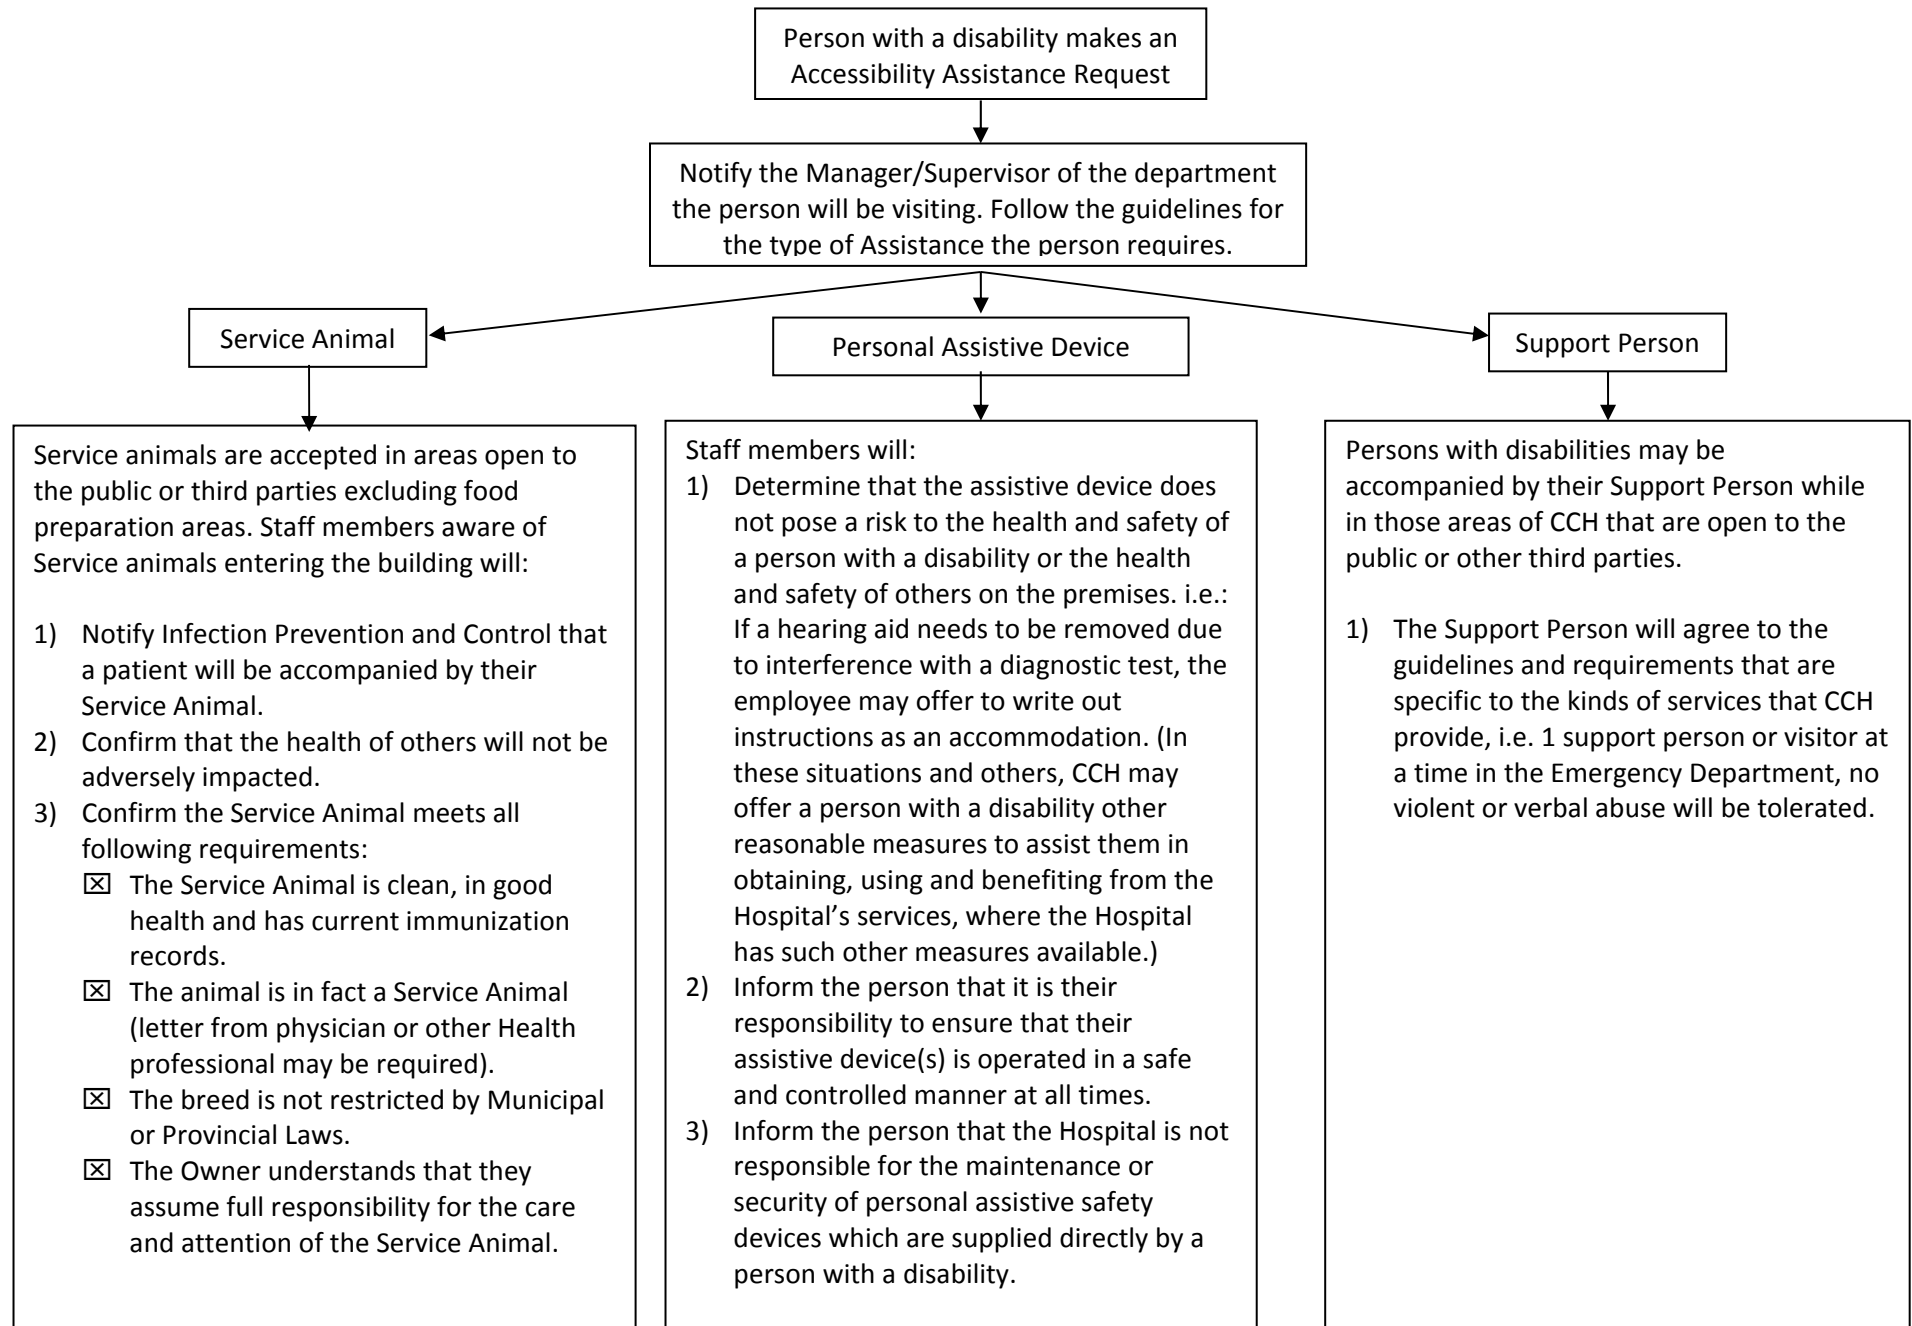 Person with a disability makes an
Accessibility Assistance Request
Notify the Manager/Supervisor of the department
the person will be visiting. Follow the guidelines for
the type of Assistance the person requires.
Service Animal
Personal Assistive Device
Support Person
Service animals are accepted in areas open to
the public or third parties excluding food
preparation areas. Staff members aware of
Service animals entering the building will:
1) Notify Infection Prevention and Control that
a patient will be accompanied by their
Service Animal.
2) Confirm that the health of others will not be
adversely impacted.
3) Confirm the Service Animal meets all
following requirements:
☒ The Service Animal is clean, in good
health and has current immunization
records.
☒ The animal is in fact a Service Animal
(letter from physician or other Health
professional may be required).
☒ The breed is not restricted by Municipal
or Provincial Laws.
☒ The Owner understands that they
assume full responsibility for the care
and attention of the Service Animal.
Staff members will:
1) Determine that the assistive device does
not pose a risk to the health and safety of
a person with a disability or the health
and safety of others on the premises. i.e.:
If a hearing aid needs to be removed due
to interference with a diagnostic test, the
employee may offer to write out
instructions as an accommodation. (In
these situations and others, CCH may
offer a person with a disability other
reasonable measures to assist them in
obtaining, using and benefiting from the
Hospital’s services, where the Hospital
has such other measures available.)
2) Inform the person that it is their
responsibility to ensure that their
assistive device(s) is operated in a safe
and controlled manner at all times.
3) Inform the person that the Hospital is not
responsible for the maintenance or
security of personal assistive safety
devices which are supplied directly by a
person with a disability.
Persons with disabilities may be
accompanied by their Support Person while
in those areas of CCH that are open to the
public or other third parties.
1) The Support Person will agree to the
guidelines and requirements that are
specific to the kinds of services that CCH
provide, i.e. 1 support person or visitor at
a time in the Emergency Department, no
violent or verbal abuse will be tolerated.